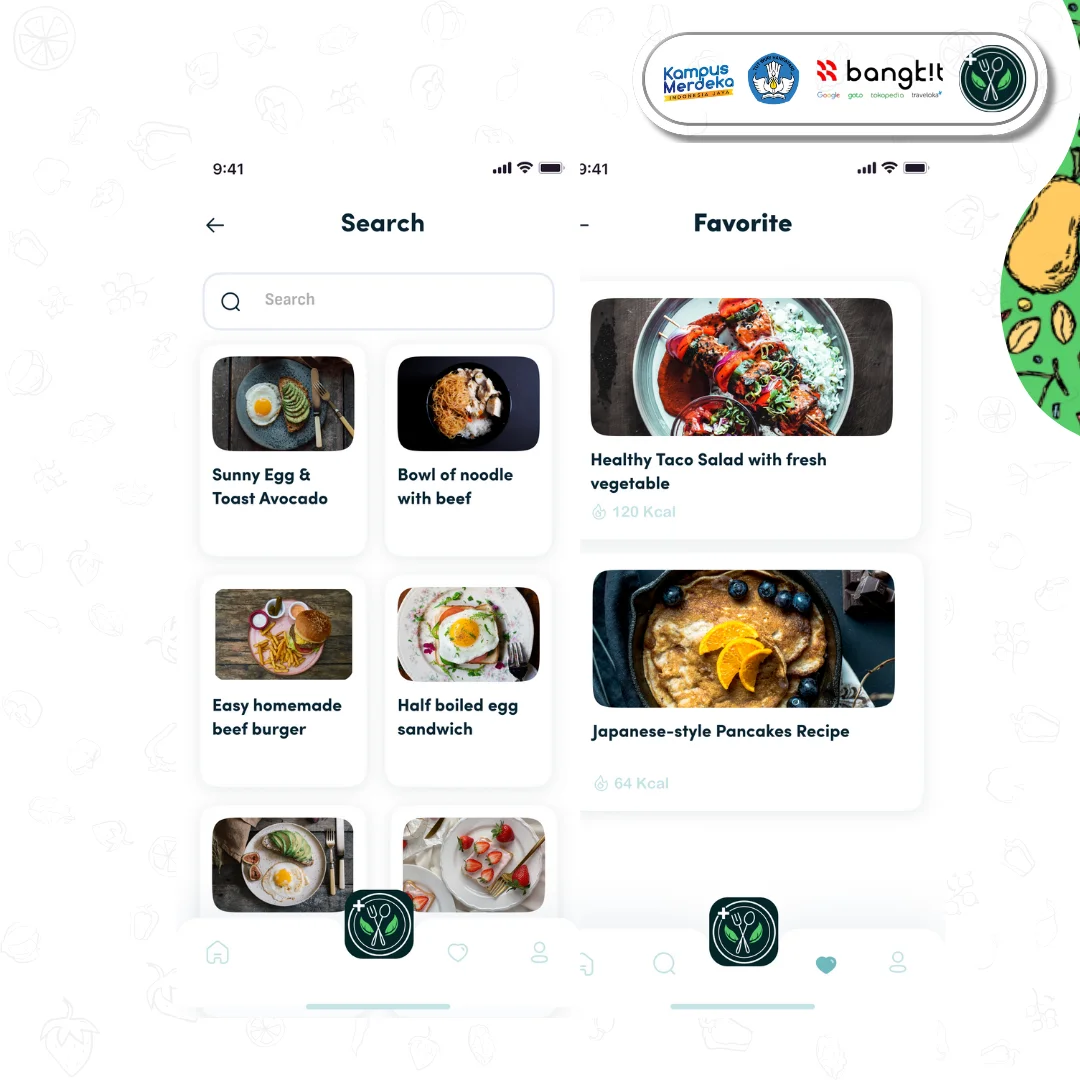 Kampus
Merdeka
INDONESIA JAYA
bangk!t
Google goto tokopedia traveloka
9:41
Search
Search
Sunny Egg &
Toast Avocado
Bowl of noodle
with beef
Easy homemade
beef burger
Half boiled egg
sandwich
9:41
Favorite
Healthy Taco Salad with fresh
vegetable
120 Kcal
Japanese-style Pancakes Recipe
64 Kcal